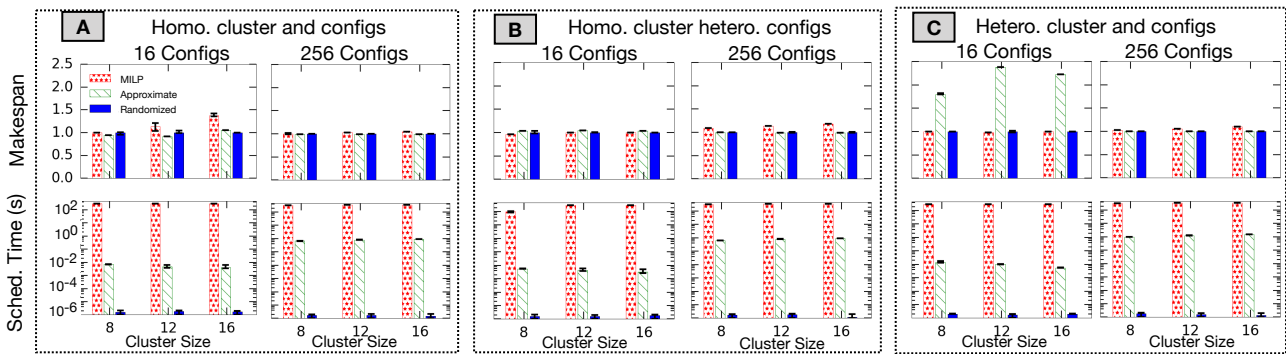 A Homo. cluster and configs
16 Configs 256 Configs
Makespan
2.5
2.0
1.5
1.0
0.5
0.0
MILP
Approximate
Randomized
Sched. Time (s)
10^2
10^0
10^-2
10^-4
10^-6
8 12 16 8 12 16
Cluster Size Cluster Size
B Homo. cluster hetero. configs
16 Configs 256 Configs
8 12 16 8 12 16
Cluster Size Cluster Size
C Hetero. cluster and configs
16 Configs 256 Configs
8 12 16 8 12 16
Cluster Size Cluster Size